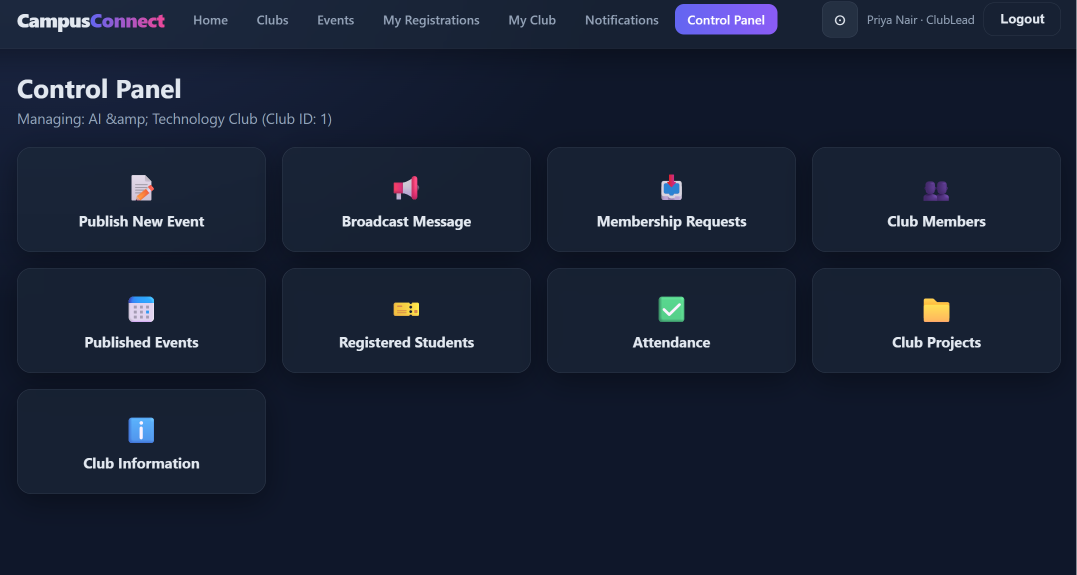 CampusConnect
Home
Clubs
Events
My Registrations
My Club
Notifications
Control Panel
Priya Nair · ClubLead
Logout
Control Panel
Managing: AI &amp; Technology Club (Club ID: 1)
Publish New Event
Broadcast Message
Membership Requests
Club Members
Published Events
Registered Students
Attendance
Club Projects
Club Information